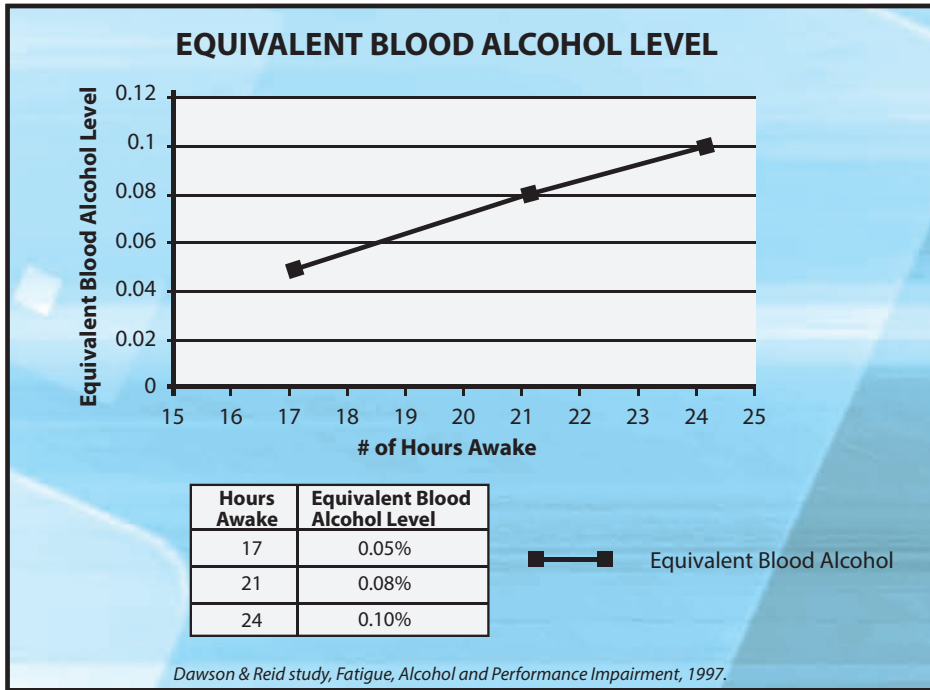 EQUIVALENT BLOOD ALCOHOL LEVEL
Equivalent Blood Alcohol Level
0.12
0.1
0.08
0.06
0.04
0.02
0
15 16 17 18 19 20 21 22 23 24 25
# of Hours Awake
Hours Awake Equivalent Blood Alcohol Level
17 0.05%
21 0.08%
24 0.10%
Equivalent Blood Alcohol
Dawson & Reid study, Fatigue, Alcohol and Performance Impairment, 1997.